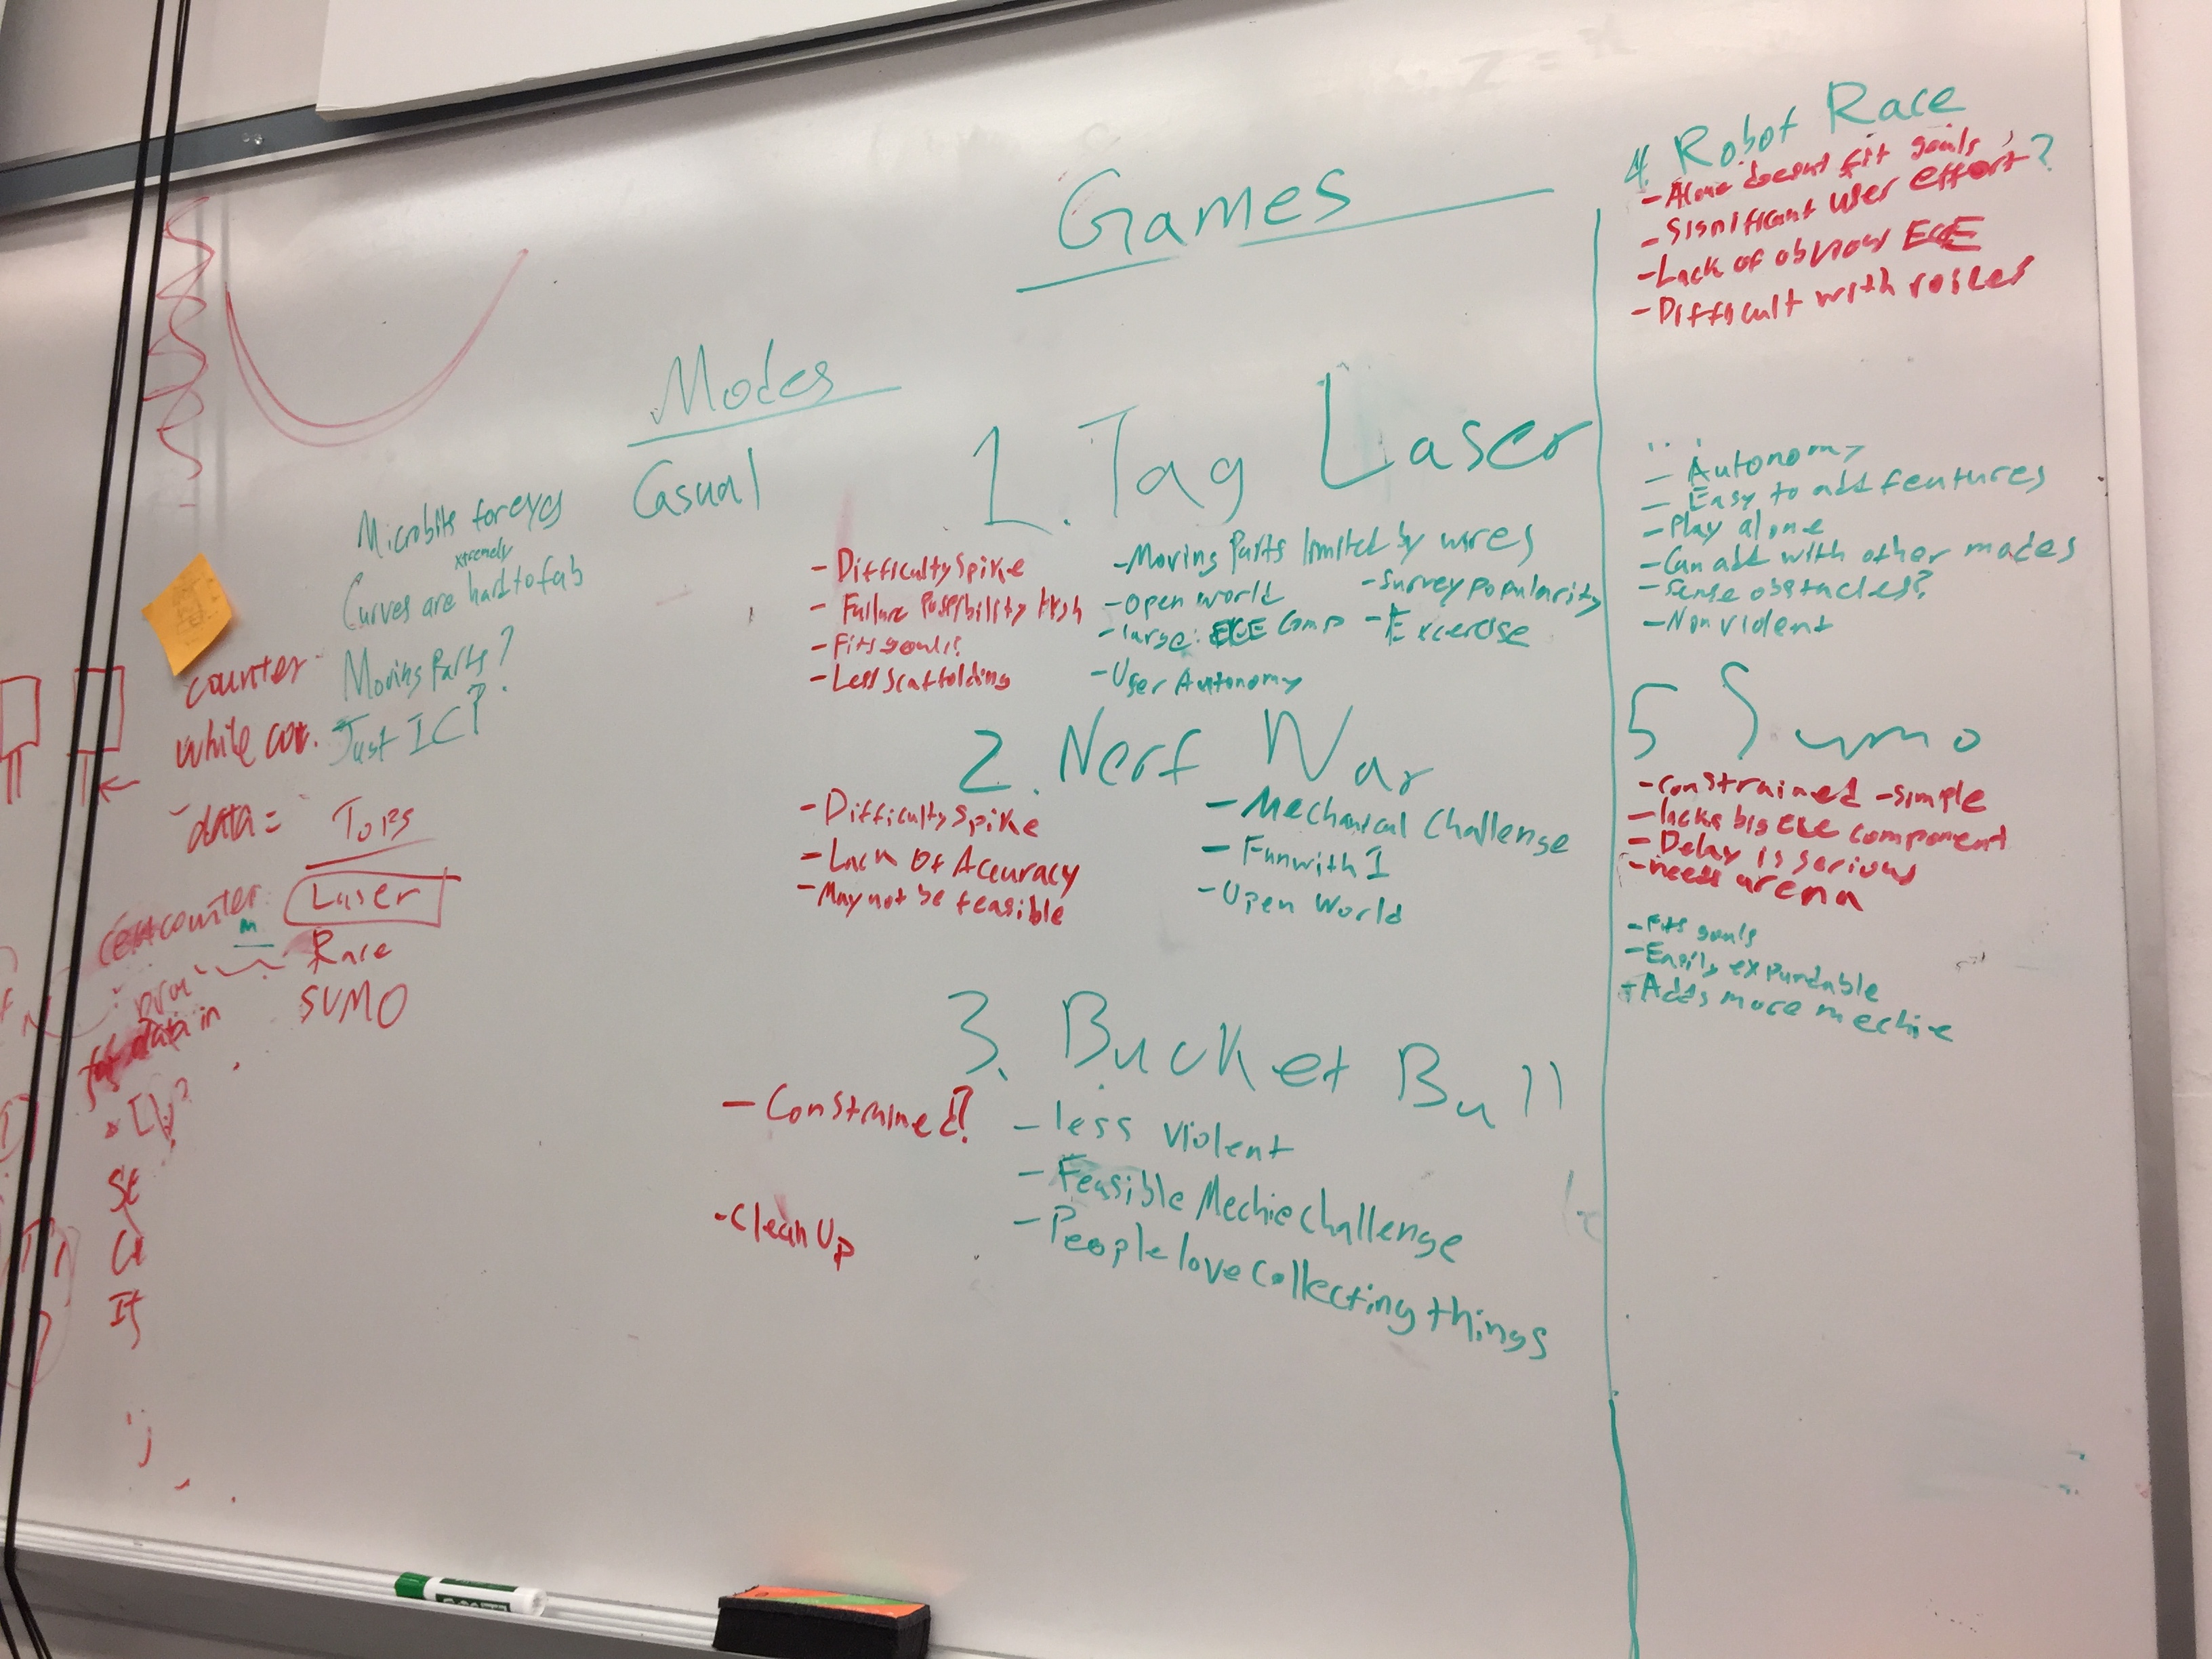 Games
Modes
Casual
Microbits for eyes
xtremely
Curves are hard to fab
Moving Parts?
Just IC?
counter
while
data =
Tops
Laser
Race
SUMO
counter
for data in
St
If
1. Tag Laser
- Difficulty Spike
- Failure Possibility High
- Fits goals?
- Less Scaffolding
- Moving Parts limited by wires
- Open world
- Survey popularity
- large ECE Comp
- Excercise
- User Autonomy
2. Nerf War
- Difficulty Spike
- Lack Of Accuracy
- May not be feasible
- Mechanical Challenge
- Fun with I
- Open World
3. Bucket Ball
- Constrained?
- Clean Up
- less violent
- Feasible Mechie challenge
- People love collecting things
4. Robot Race
- Alone doesnt fit goals
- Significant user effort?
- Lack of obvious ECE
- Difficult with roiles
- Autonomy
- Easy to add features
- Play alone
- Can add with other modes
- Sense obstacles?
- Non violent
5 Sumo
- constrained - simple
- lacks big ECE component
- Delay is serious
- needs arena
- Fits goals
- Easily expandable
- Adds more mechie